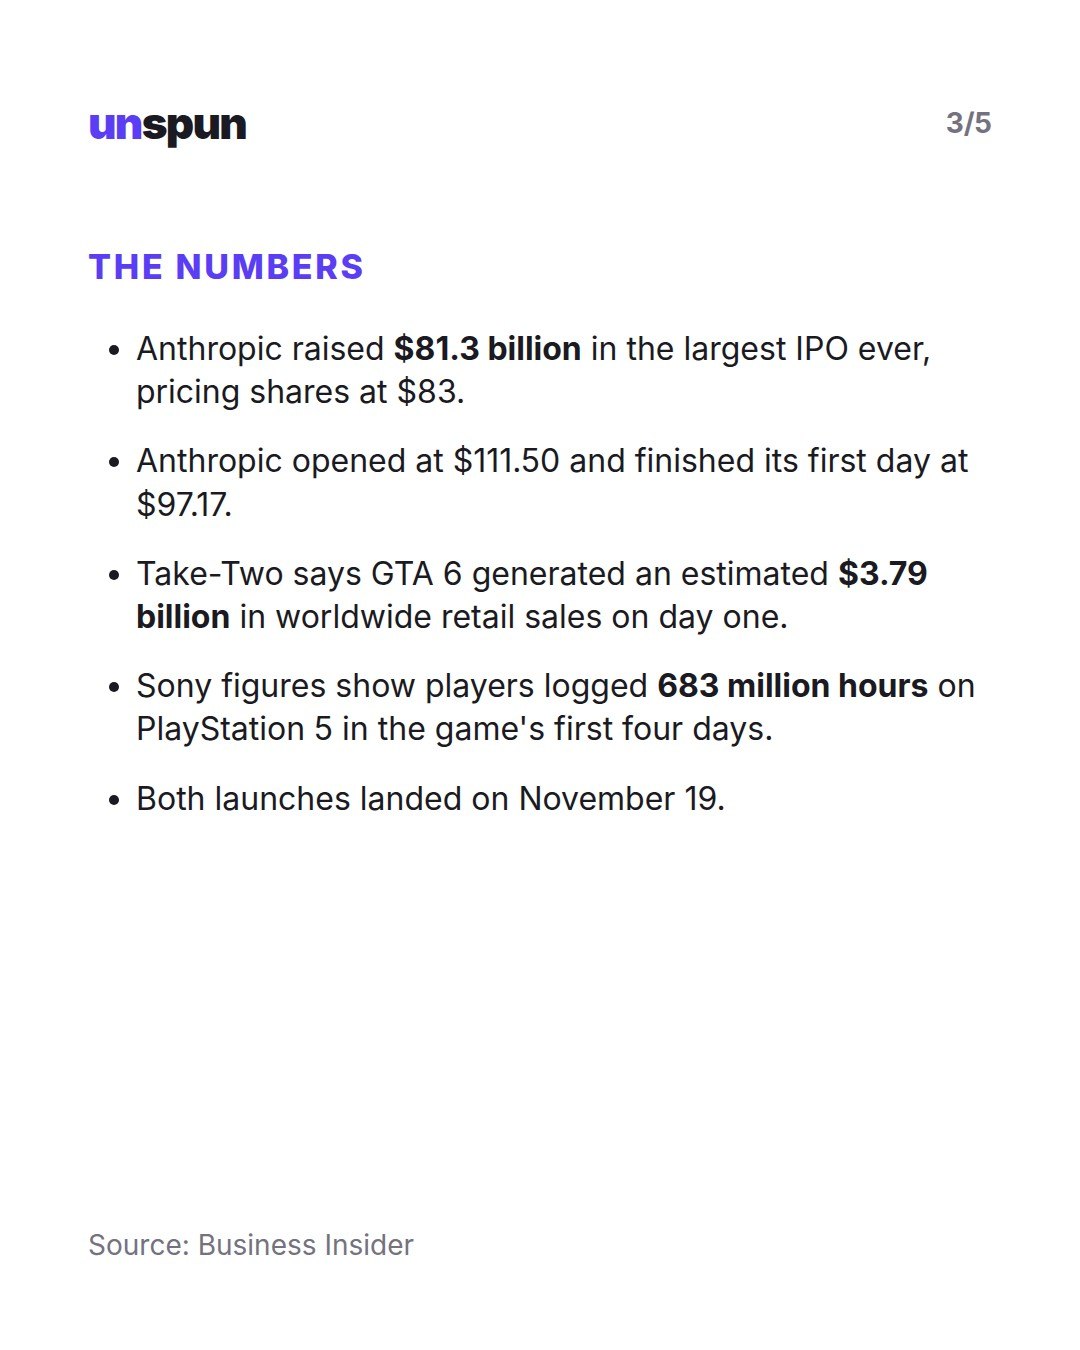 unspun
3/5
THE NUMBERS
• Anthropic raised $81.3 billion in the largest IPO ever,
pricing shares at $83.
• Anthropic opened at $111.50 and finished its first day at
$97.17.
• Take-Two says GTA 6 generated an estimated $3.79
billion in worldwide retail sales on day one.
• Sony figures show players logged 683 million hours on
PlayStation 5 in the game's first four days.
• Both launches landed on November 19.
Source: Business Insider